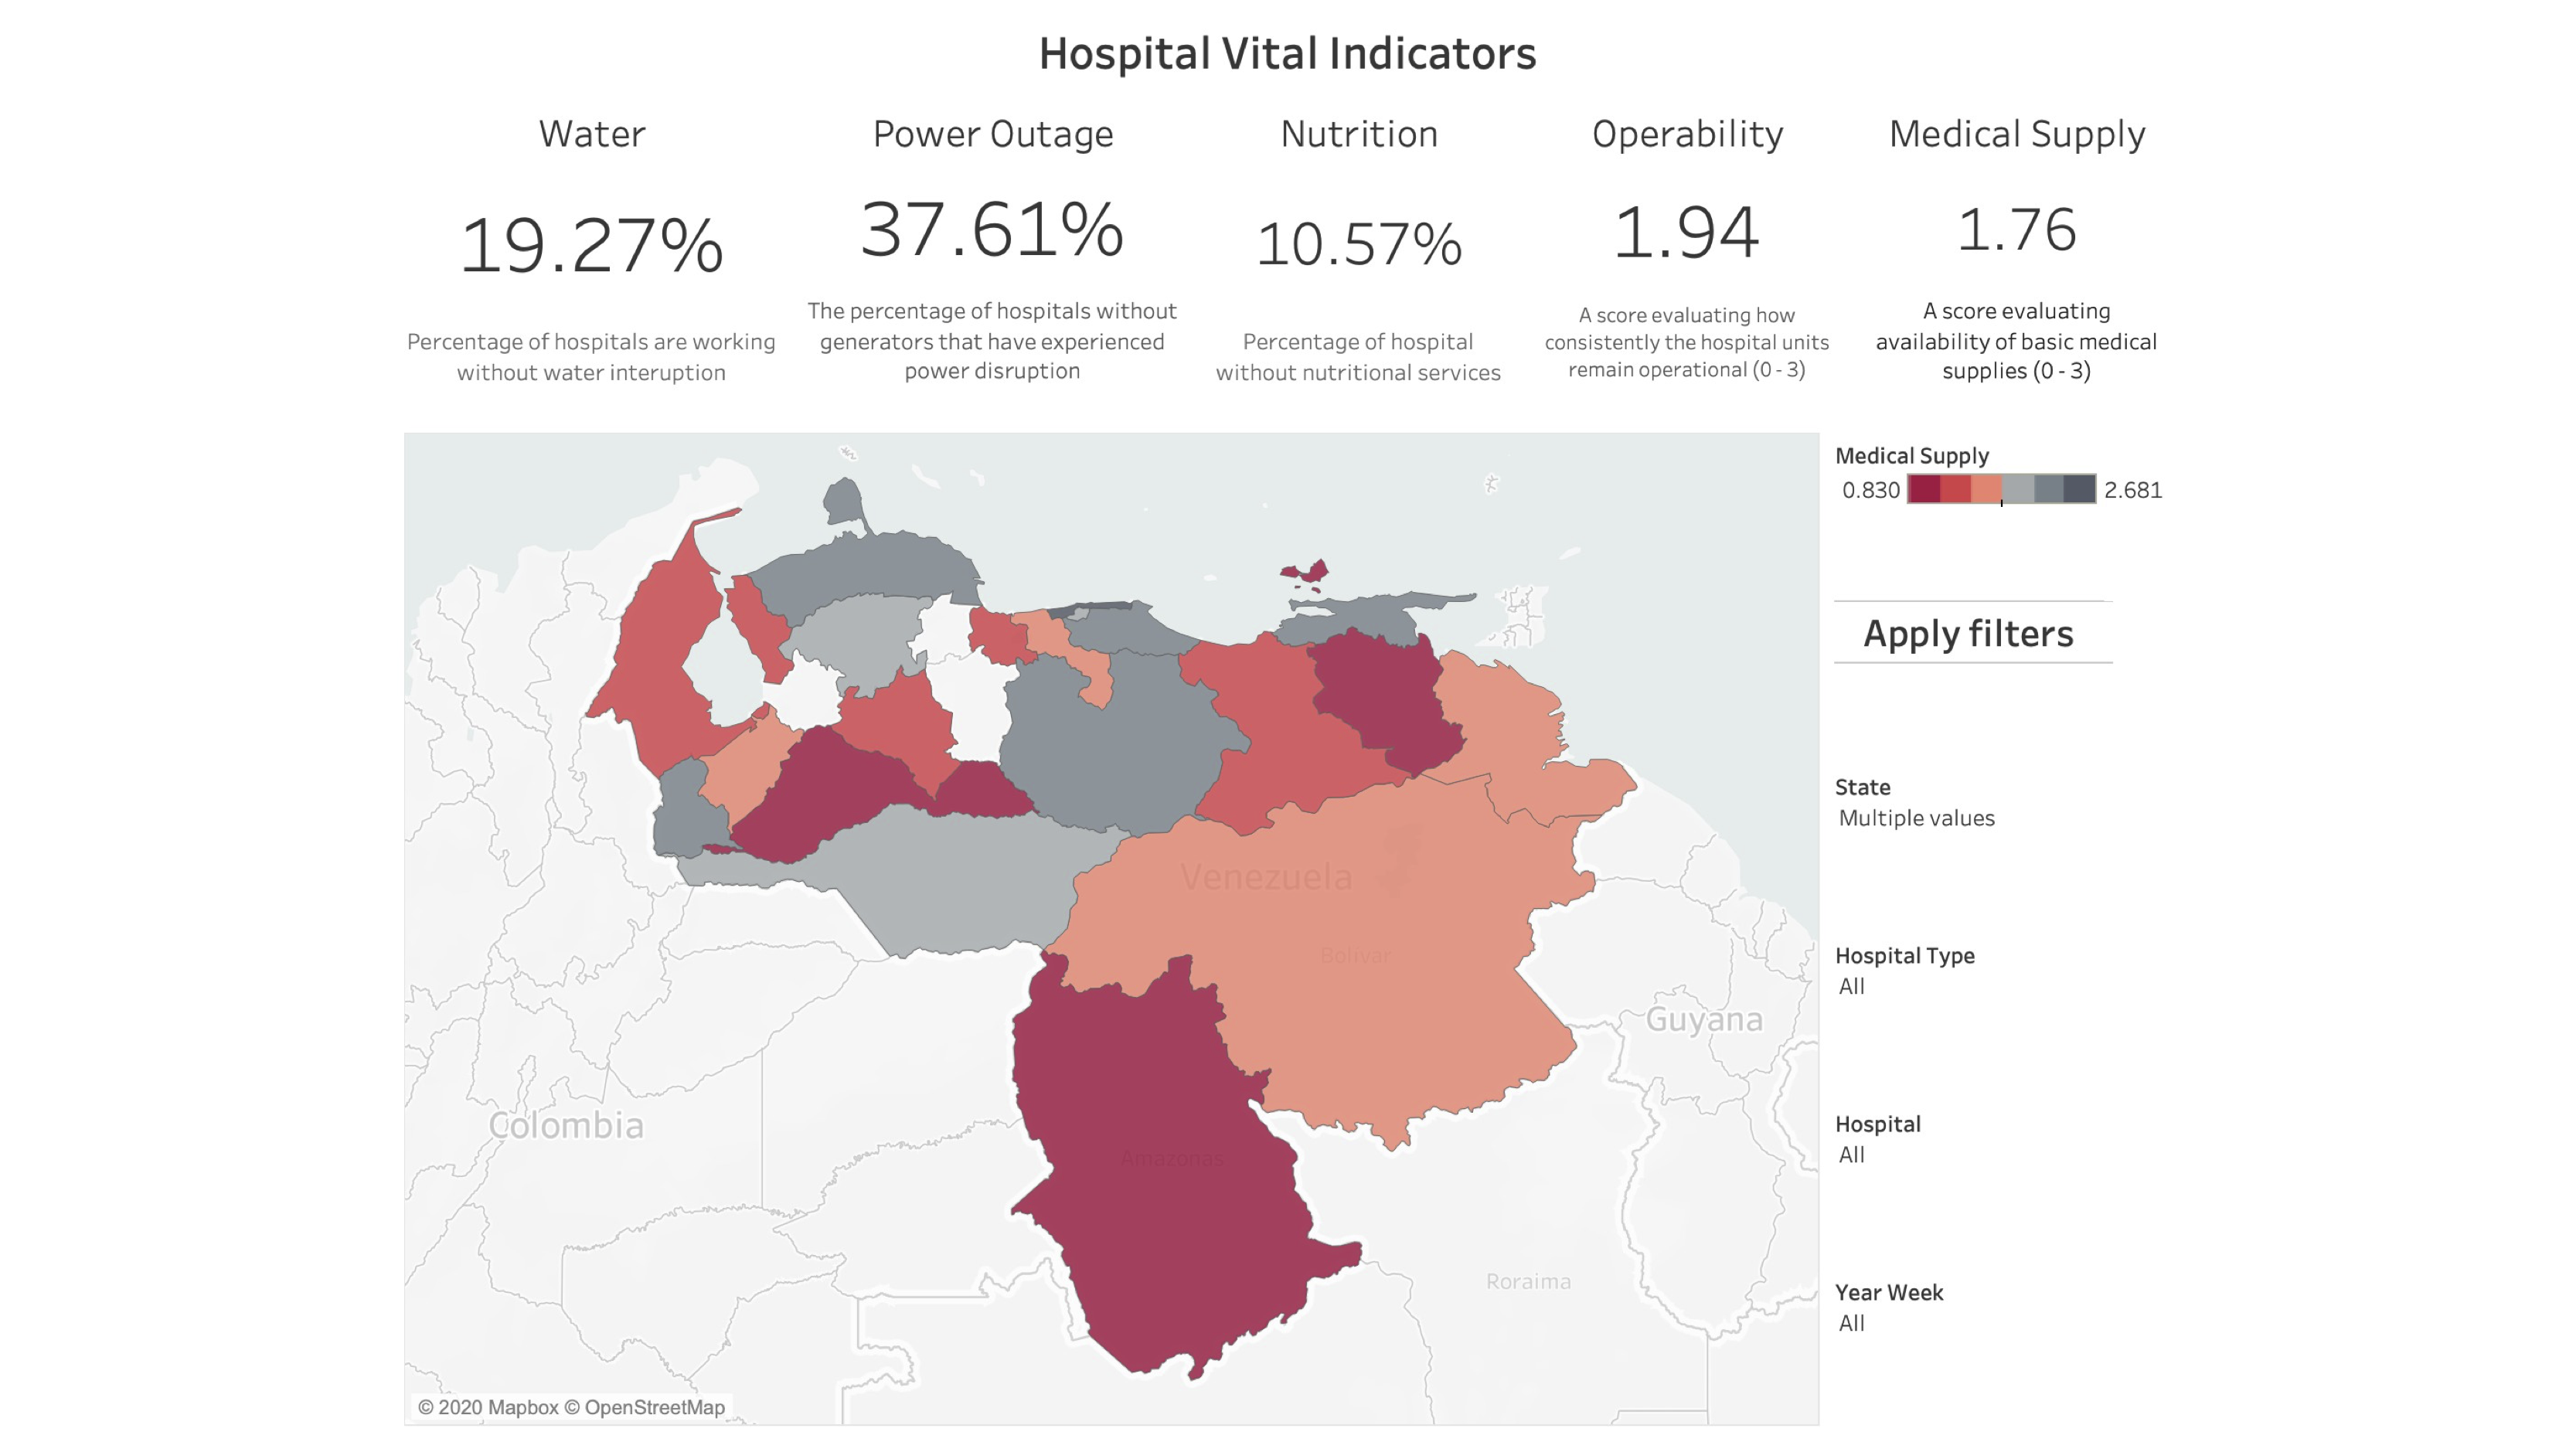 Hospital Vital Indicators
Water
19.27%
Percentage of hospitals are working
without water interuption
Power Outage
37.61%
The percentage of hospitals without
generators that have experienced
power disruption
Nutrition
10.57%
Percentage of hospital
without nutritional services
Operability
1.94
A score evaluating how
consistently the hospital units
remain operational (0 - 3)
Medical Supply
1.76
A score evaluating
availability of basic medical
supplies (0 - 3)
Medical Supply
0.830 2.681
Apply filters
State
Multiple values
Hospital Type
All
Hospital
All
Year Week
All
Venezuela
Bolívar
Guyana
Colombia
Amazonas
Roraima
© 2020 Mapbox © OpenStreetMap